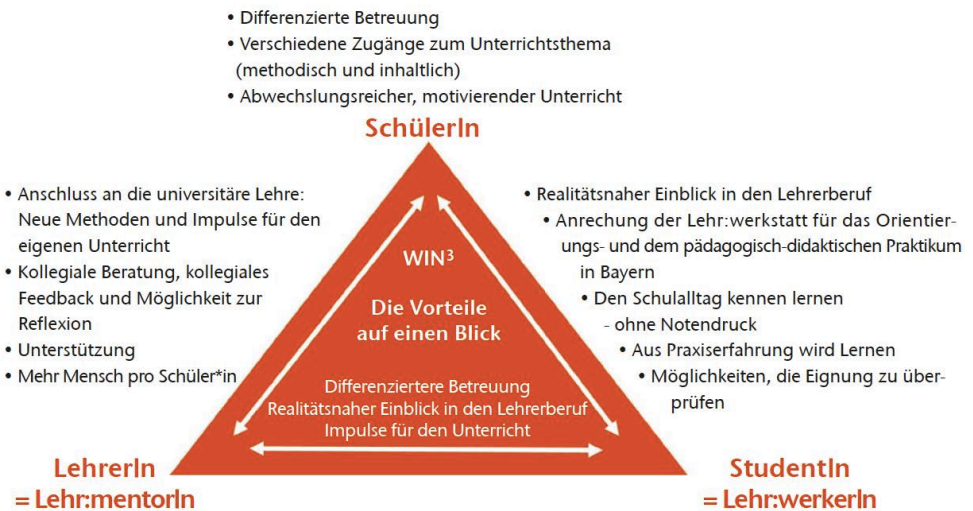 • Differenzierte Betreuung
• Verschiedene Zugänge zum Unterrichtsthema
(methodisch und inhaltlich)
• Abwechslungsreicher, motivierender Unterricht
SchülerIn
• Anschluss an die universitäre Lehre:
Neue Methoden und Impulse für den
eigenen Unterricht
• Kollegiale Beratung, kollegiales
Feedback und Möglichkeit zur
Reflexion
• Unterstützung
• Mehr Mensch pro Schüler*in
• Realitätsnaher Einblick in den Lehrerberuf
• Anrechung der Lehr:werkstatt für das Orientier-
ungs- und dem pädagogisch-didaktischen Praktikum
in Bayern
• Den Schulalltag kennen lernen
- ohne Notendruck
• Aus Praxiserfahrung wird Lernen
• Möglichkeiten, die Eignung zu über-
prüfen
WIN³
Die Vorteile
auf einen Blick
Differenziertere Betreuung
Realitätsnaher Einblick in den Lehrerberuf
Impulse für den Unterricht
LehrerIn
= Lehr:mentorIn
StudentIn
= Lehr:werkerIn